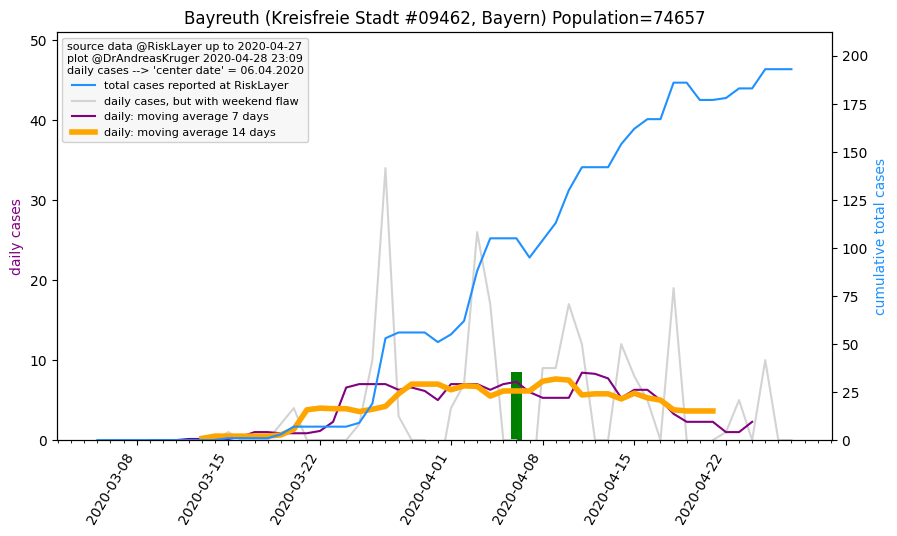 Bayreuth (Kreisfreie Stadt #09462, Bayern) Population=74657
source data @RiskLayer up to 2020-04-27
plot @DrAndreasKruger 2020-04-28 23:09
daily cases --> 'center date' = 06.04.2020
total cases reported at RiskLayer
daily cases, but with weekend flaw
daily: moving average 7 days
daily: moving average 14 days
daily cases
50
40
30
20
10
0
cumulative total cases
200
175
150
125
100
75
50
25
0
2020-03-08
2020-03-15
2020-03-22
2020-04-01
2020-04-08
2020-04-15
2020-04-22